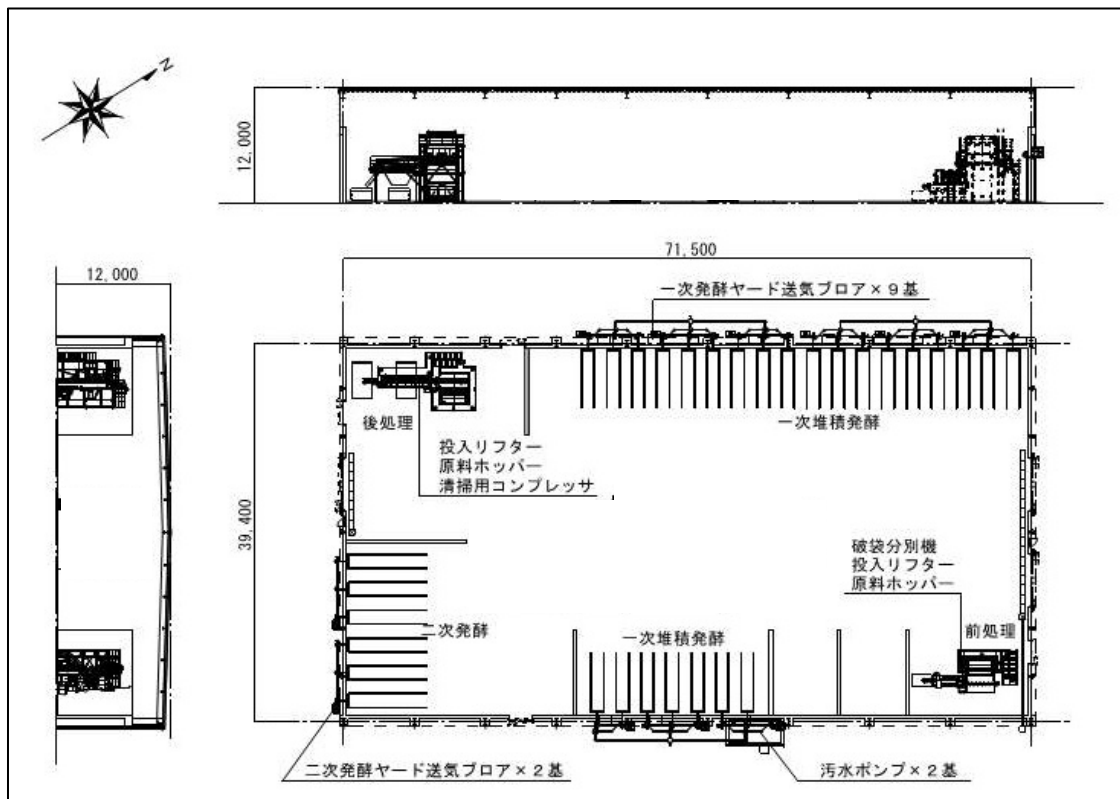 N
12,000
71,500
12,000
一次発酵ヤード送気ブロア×９基
後処理
一次堆積発酵
投入リフター
原料ホッパー
清掃用コンプレッサ
39,400
破袋分別機
投入リフター
原料ホッパー
二次発酵
一次堆積発酵
前処理
二次発酵ヤード送気ブロア×２基
汚水ポンプ×２基